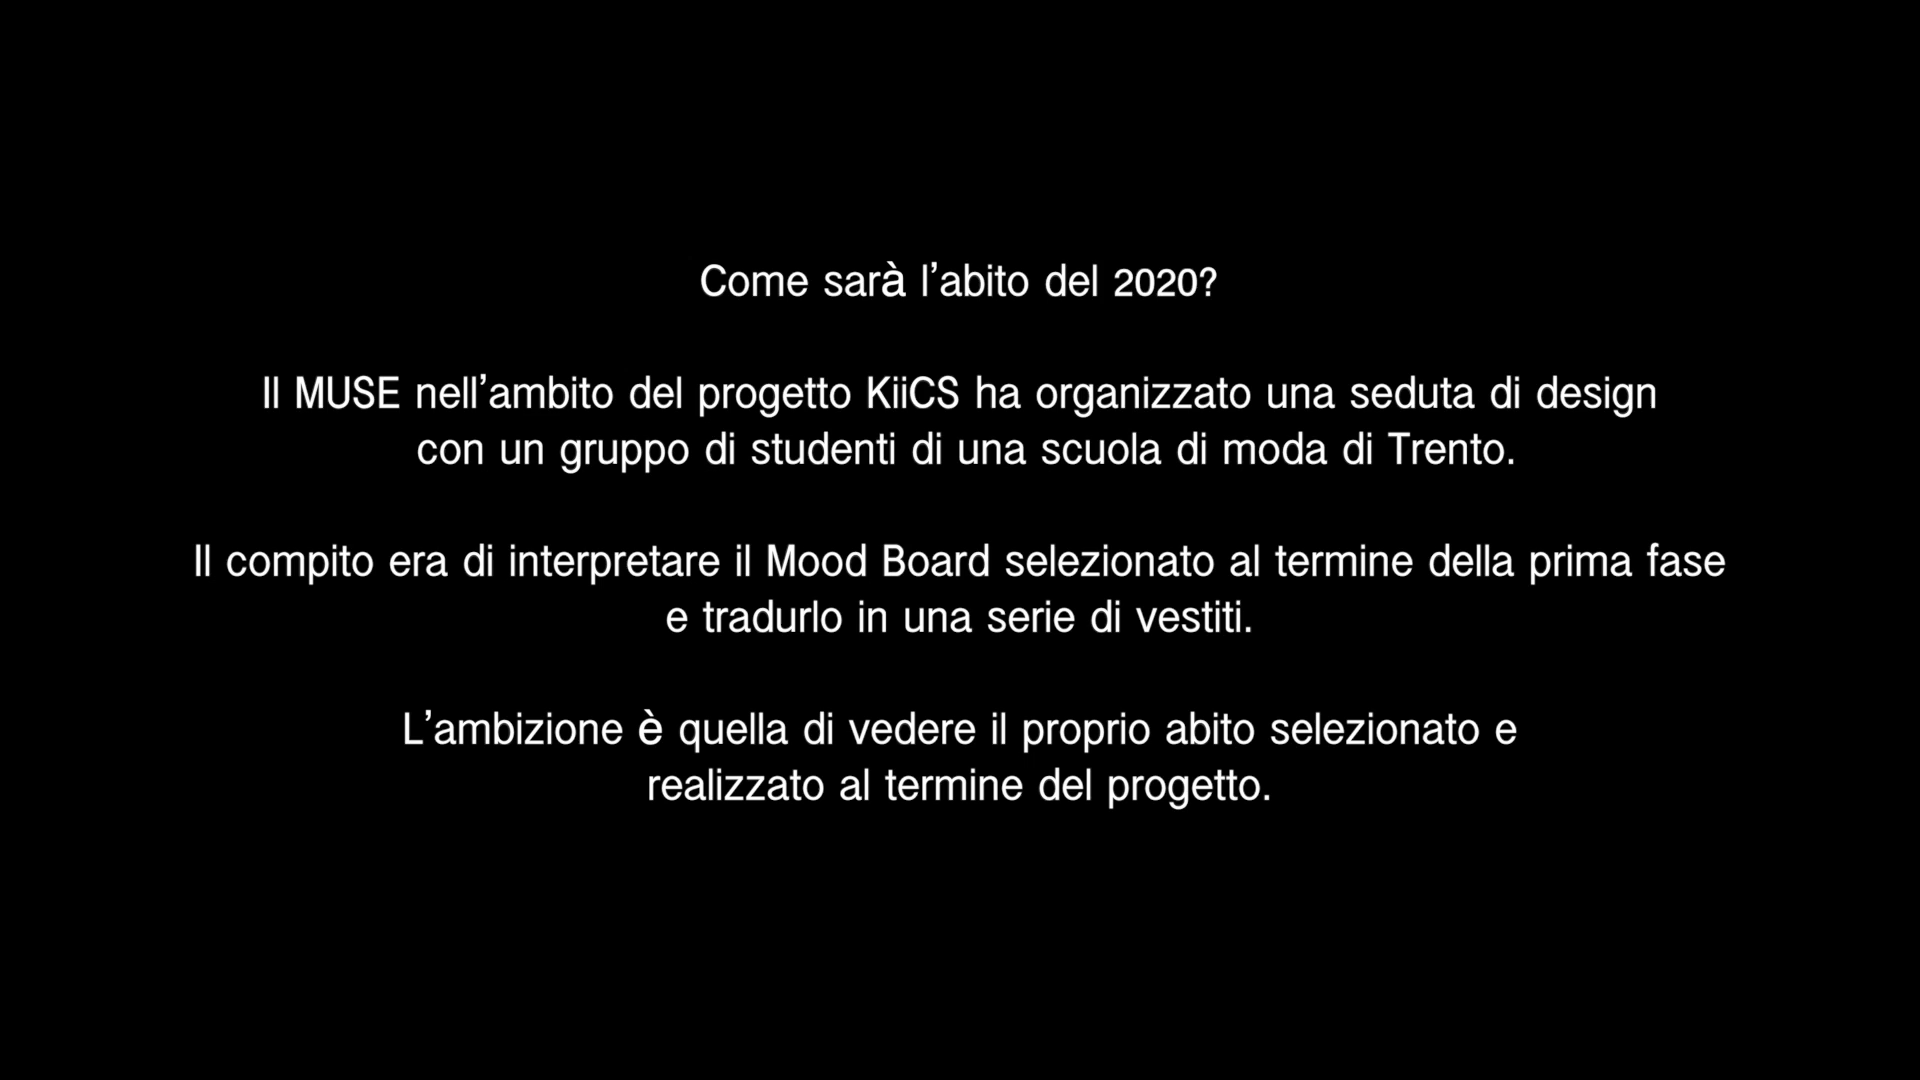 Come sarà l’abito del 2020?
Il MUSE nell’ambito del progetto KiiCS ha organizzato una seduta di design
con un gruppo di studenti di una scuola di moda di Trento.
Il compito era di interpretare il Mood Board selezionato al termine della prima fase
e tradurlo in una serie di vestiti.
L’ambizione è quella di vedere il proprio abito selezionato e
realizzato al termine del progetto.